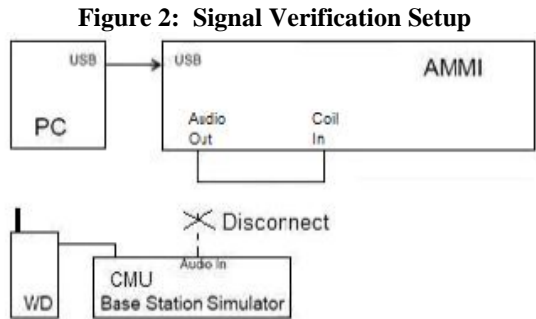 Figure 2: Signal Verification Setup
USB
USB
AMMI
PC
Audio
Out
Coil
In
Disconnect
Audio In
CMU
WD
Base Station Simulator